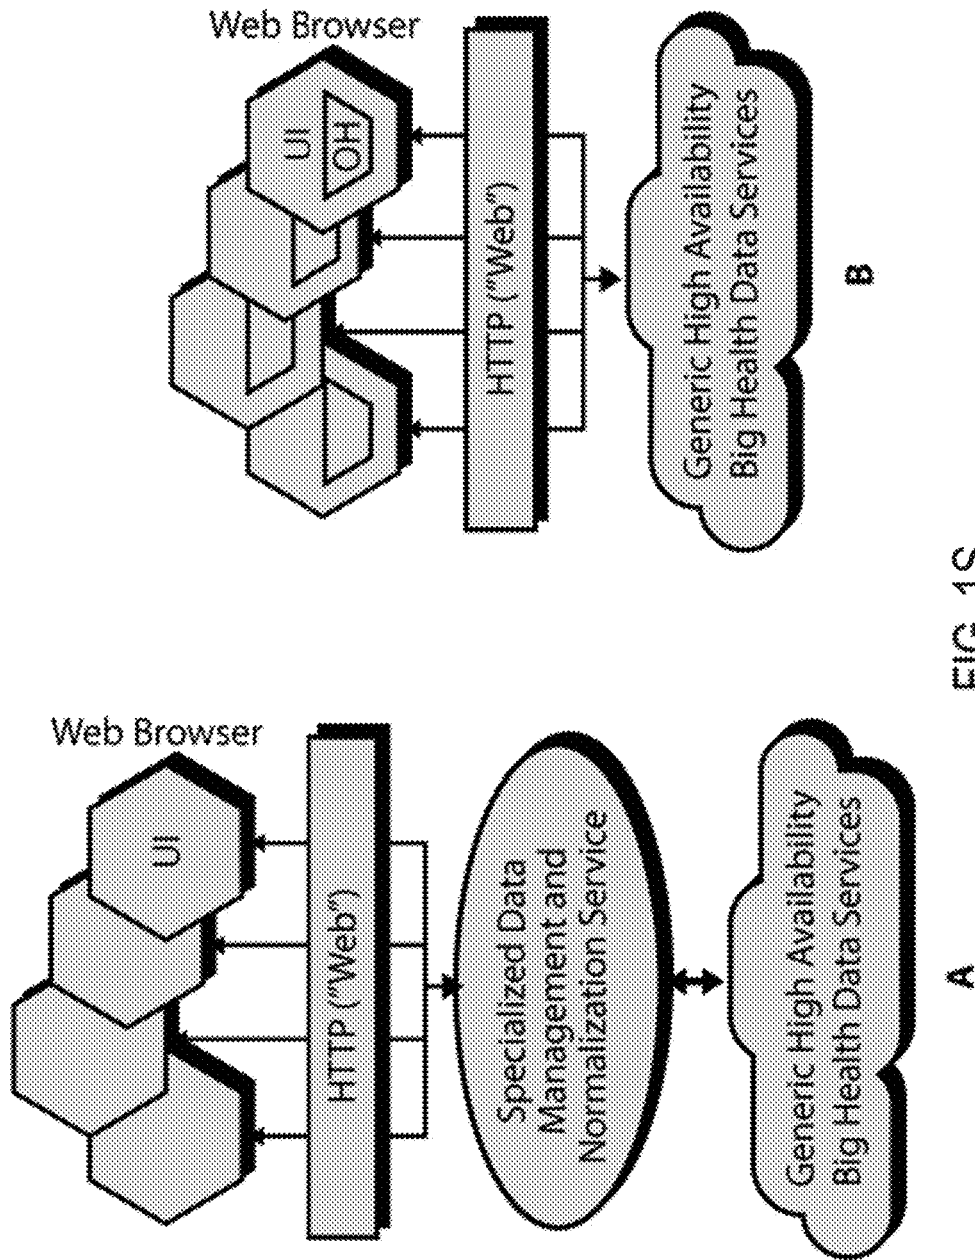 Web Browser
UI
HTTP ("Web")
Specialized Data
Management and
Normalization Service
Generic High Availability
Big Health Data Services
A
Web Browser
UI
OH
HTTP ("Web")
Generic High Availability
Big Health Data Services
B
FIG. 1S